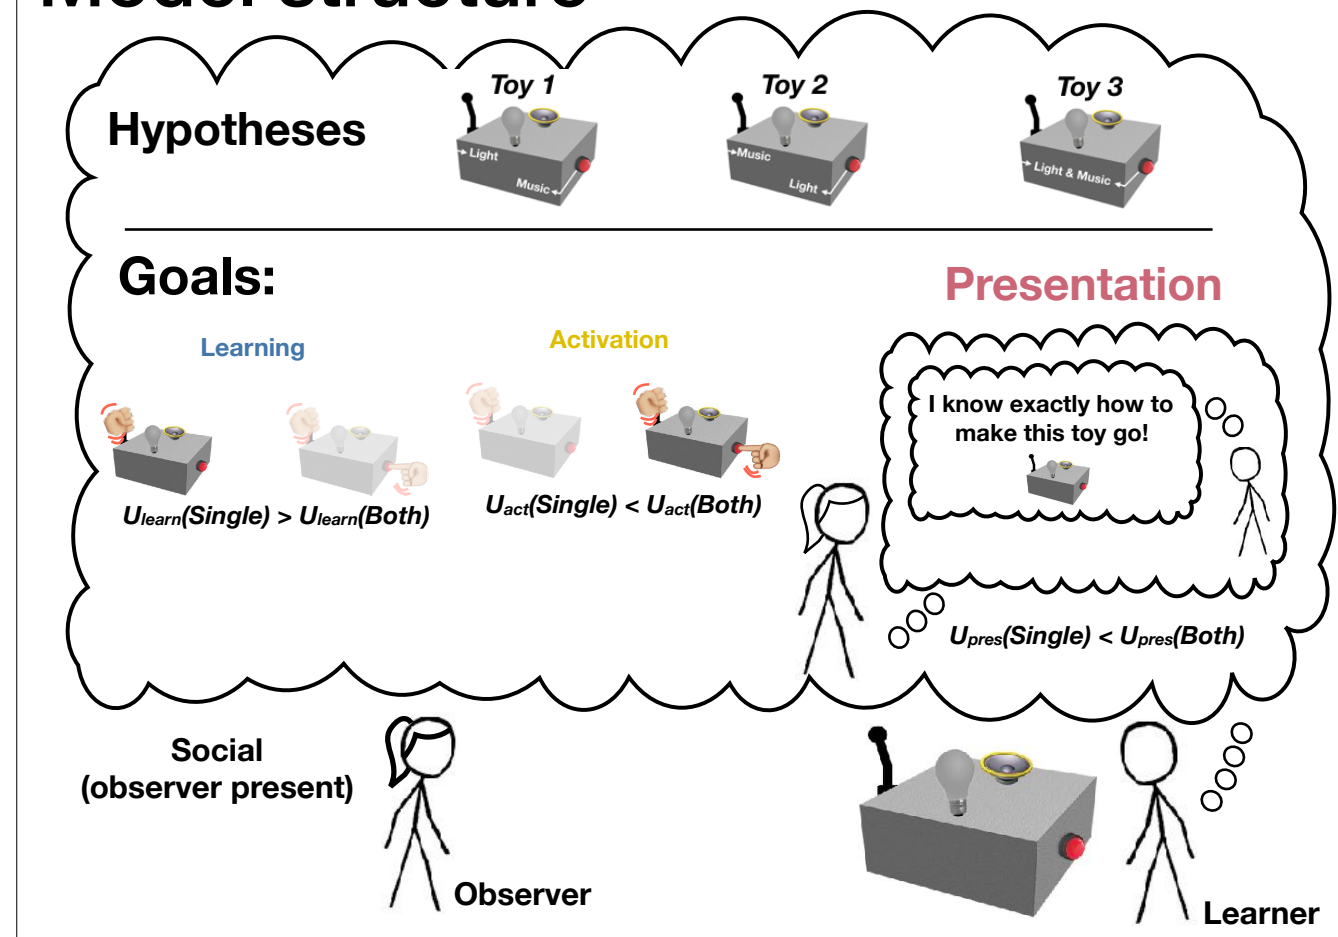 Model structure
Hypotheses
Toy 1
Light
Music
Toy 2
Music
Light
Toy 3
Light & Music
Goals:
Learning
Ulearn(Single) > Ulearn(Both)
Activation
Uact(Single) < Uact(Both)
Presentation
I know exactly how to
make this toy go!
Upres(Single) < Upres(Both)
Social
(observer present)
Observer
Learner